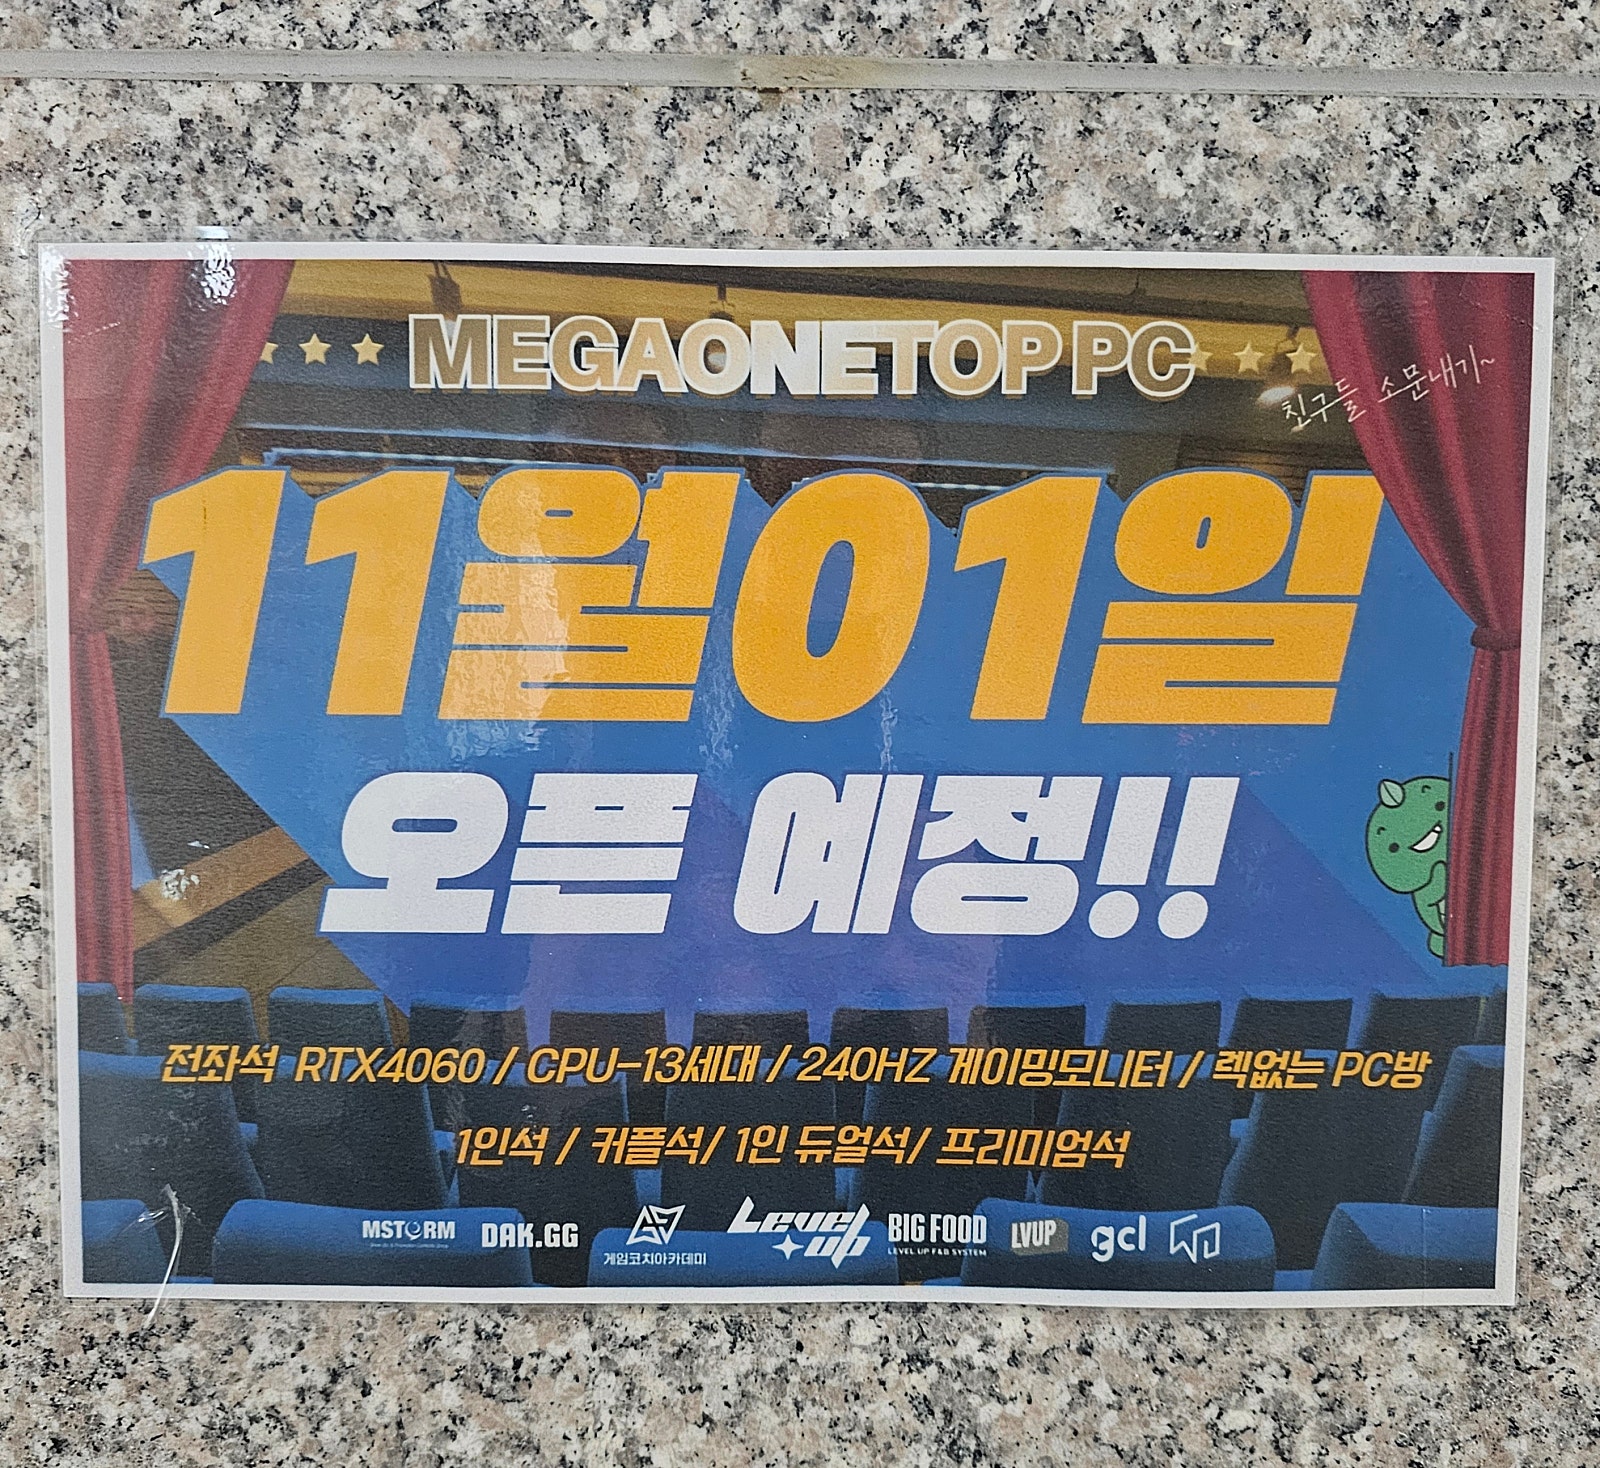 MEGAONETOP PC
친구들 소문내기~
11월01일
오픈 예정!!
전좌석 RTX4060 / CPU-13세대 / 240HZ 게이밍모니터 / 렉없는 PC방
1인석 / 커플석/ 1인 듀얼석/ 프리미엄석
MSTORM DAK.GG 게임코치아카데미 Level up BIG FOOD LEVEL UP F&B SYSTEM LVUP gcl